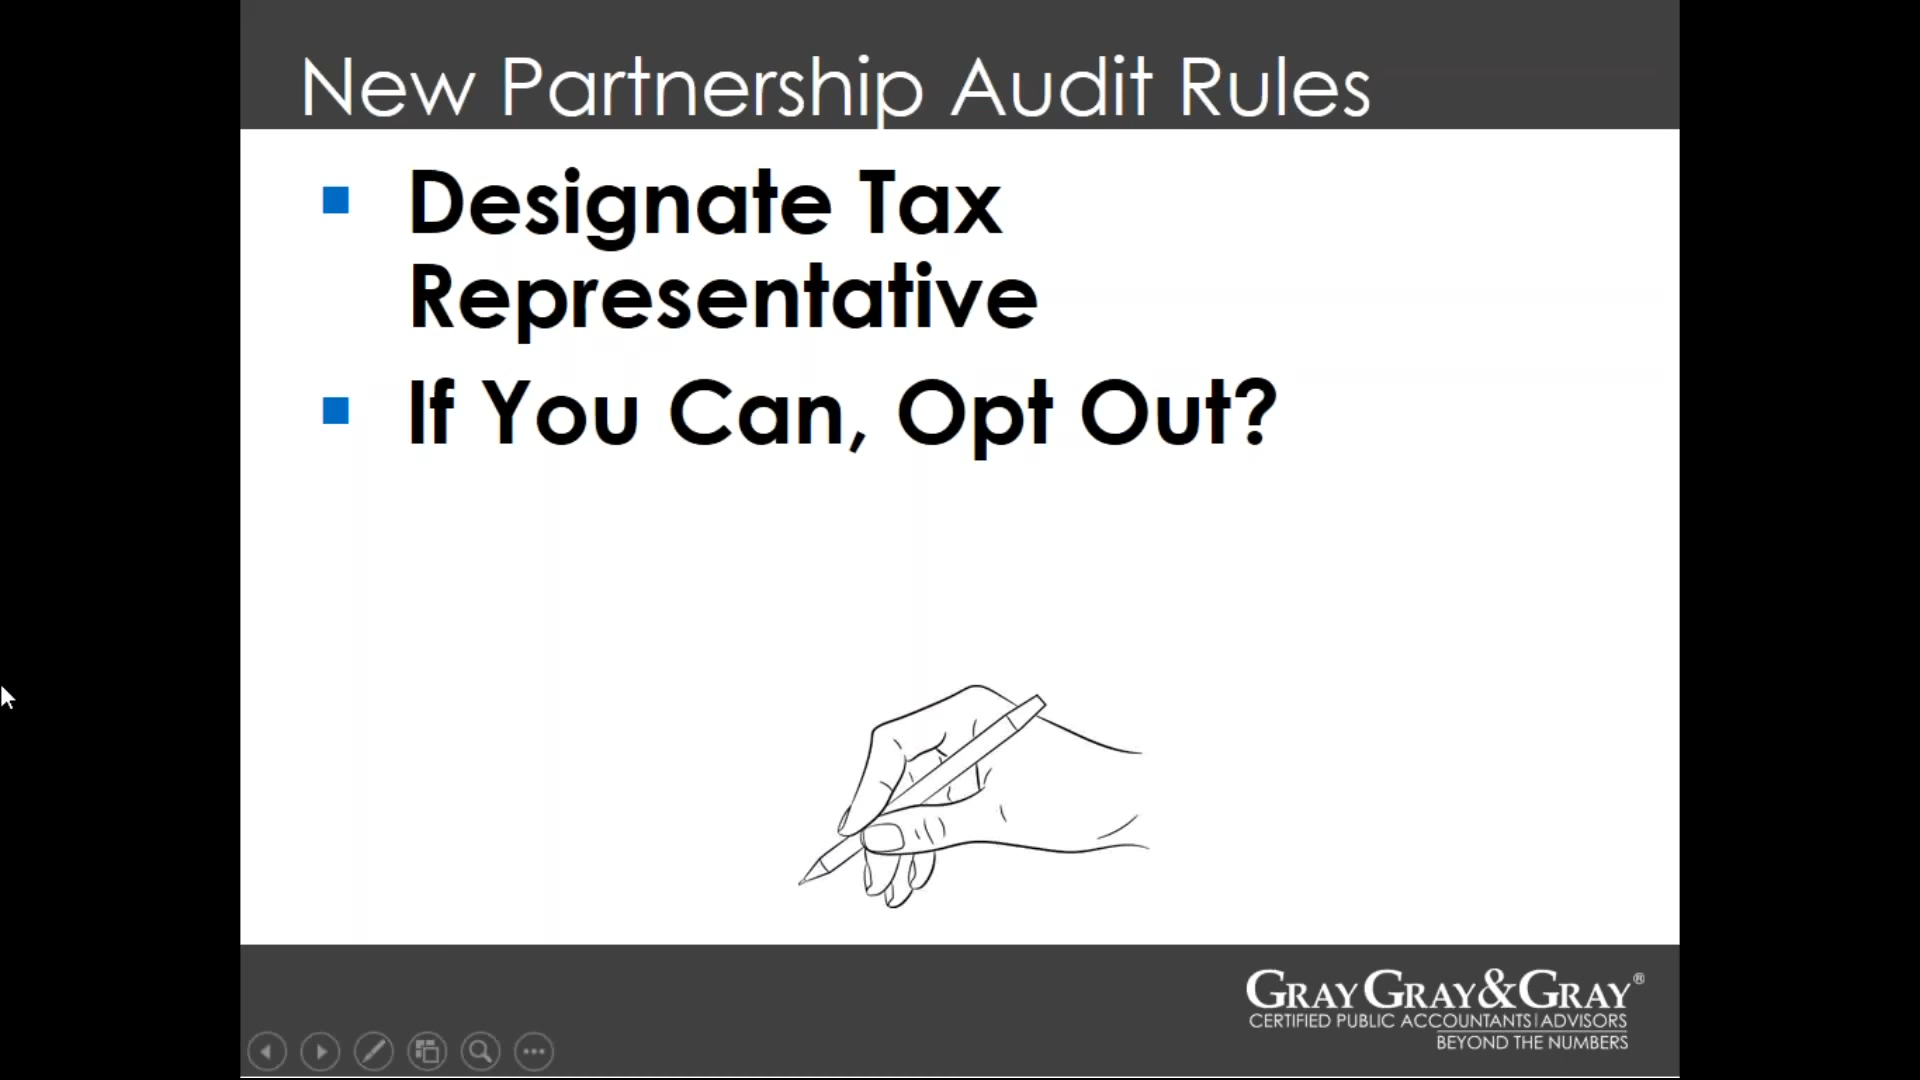 New Partnership Audit Rules
Designate Tax
Representative
If You Can, Opt Out?
GRAY GRAY & GRAY®
CERTIFIED PUBLIC ACCOUNTANTS | ADVISORS
BEYOND THE NUMBERS